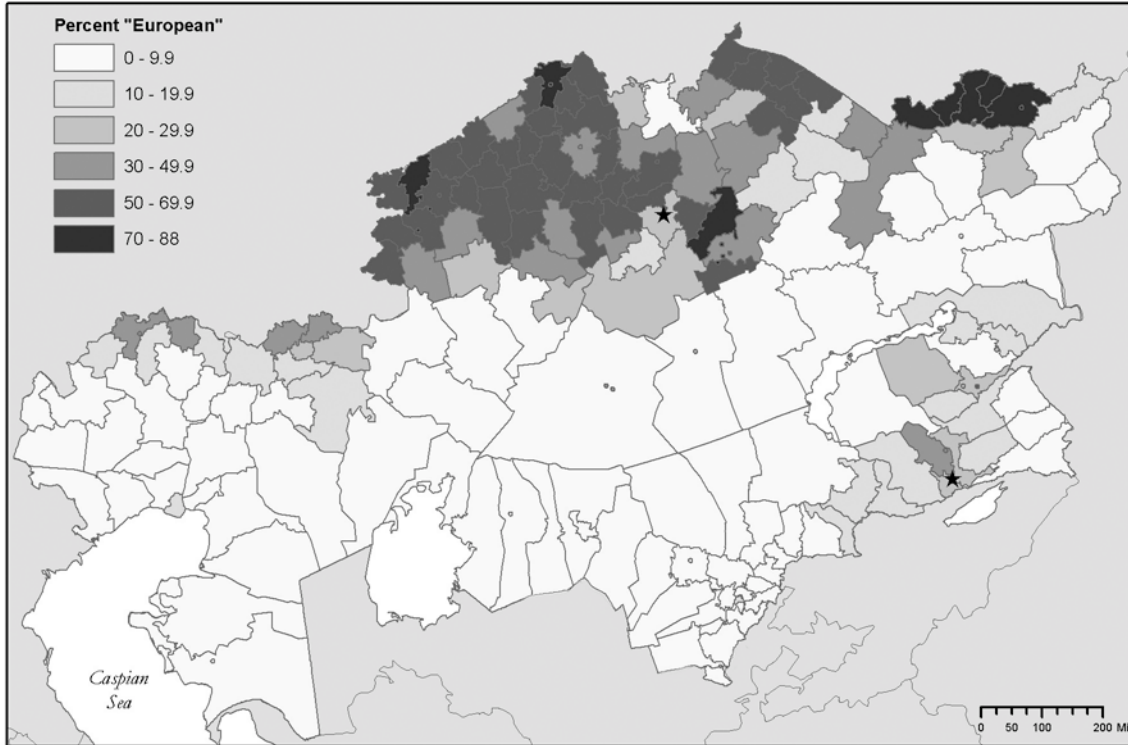 Percent "European"
0 - 9.9
10 - 19.9
20 - 29.9
30 - 49.9
50 - 69.9
70 - 88
Caspian
Sea
0 50 100 200 Mi